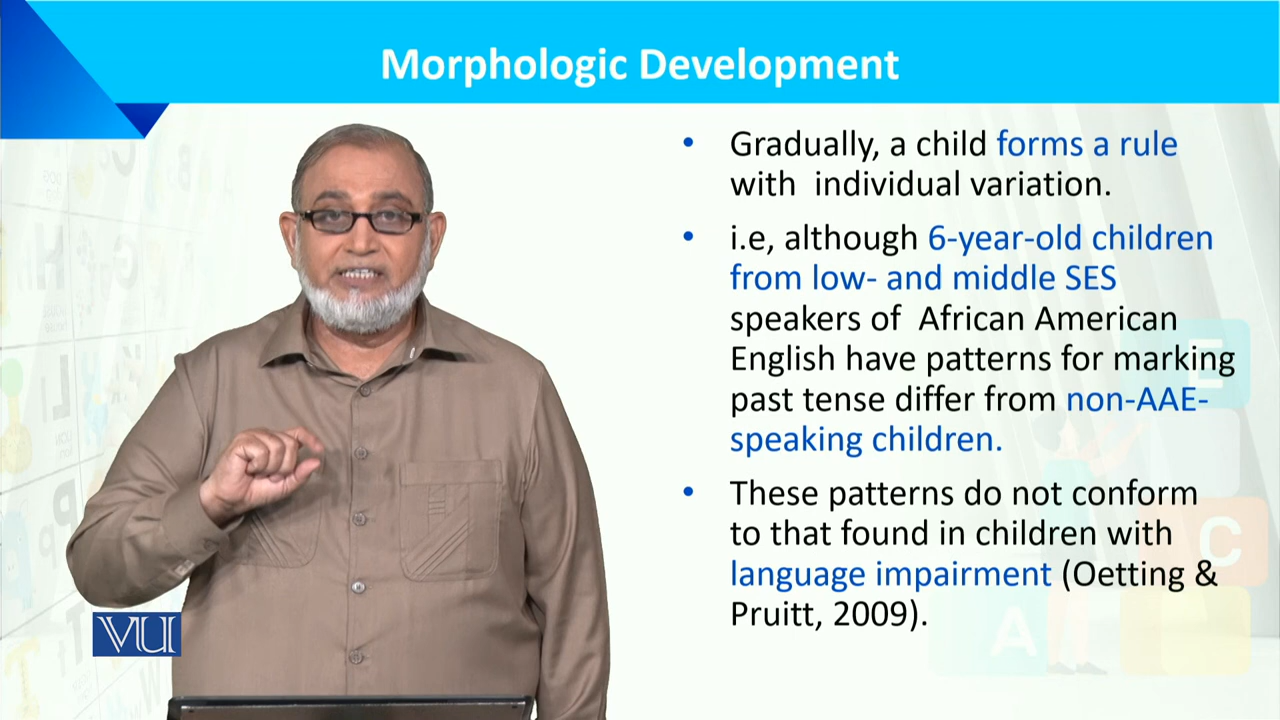 Morphologic Development
• Gradually, a child forms a rule
with individual variation.
• i.e, although 6-year-old children
from low- and middle SES
speakers of African American
English have patterns for marking
past tense differ from non-AAE-
speaking children.
• These patterns do not conform
to that found in children with
language impairment (Oetting &
Pruitt, 2009).
VU
E
C
A